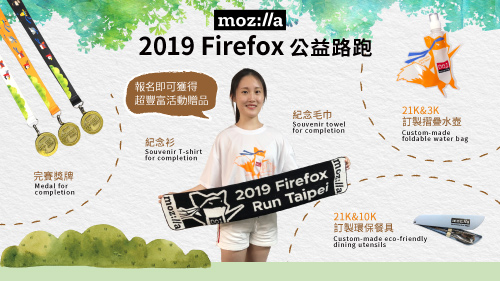 moz://a
2019 Firefox 公益路跑
報名即可獲得
超豐富活動贈品
紀念衫
Souvenir T-shirt
for completion
紀念毛巾
Souvenir towel
for completion
21K&3K
訂製摺疊水壺
Custom-made
foldable water bag
完賽獎牌
Medal for
completion
moz://a
2019 Firefox
Run Taipei
moz://a
21K&10K
訂製環保餐具
Custom-made eco-friendly
dining utensils
moz://a